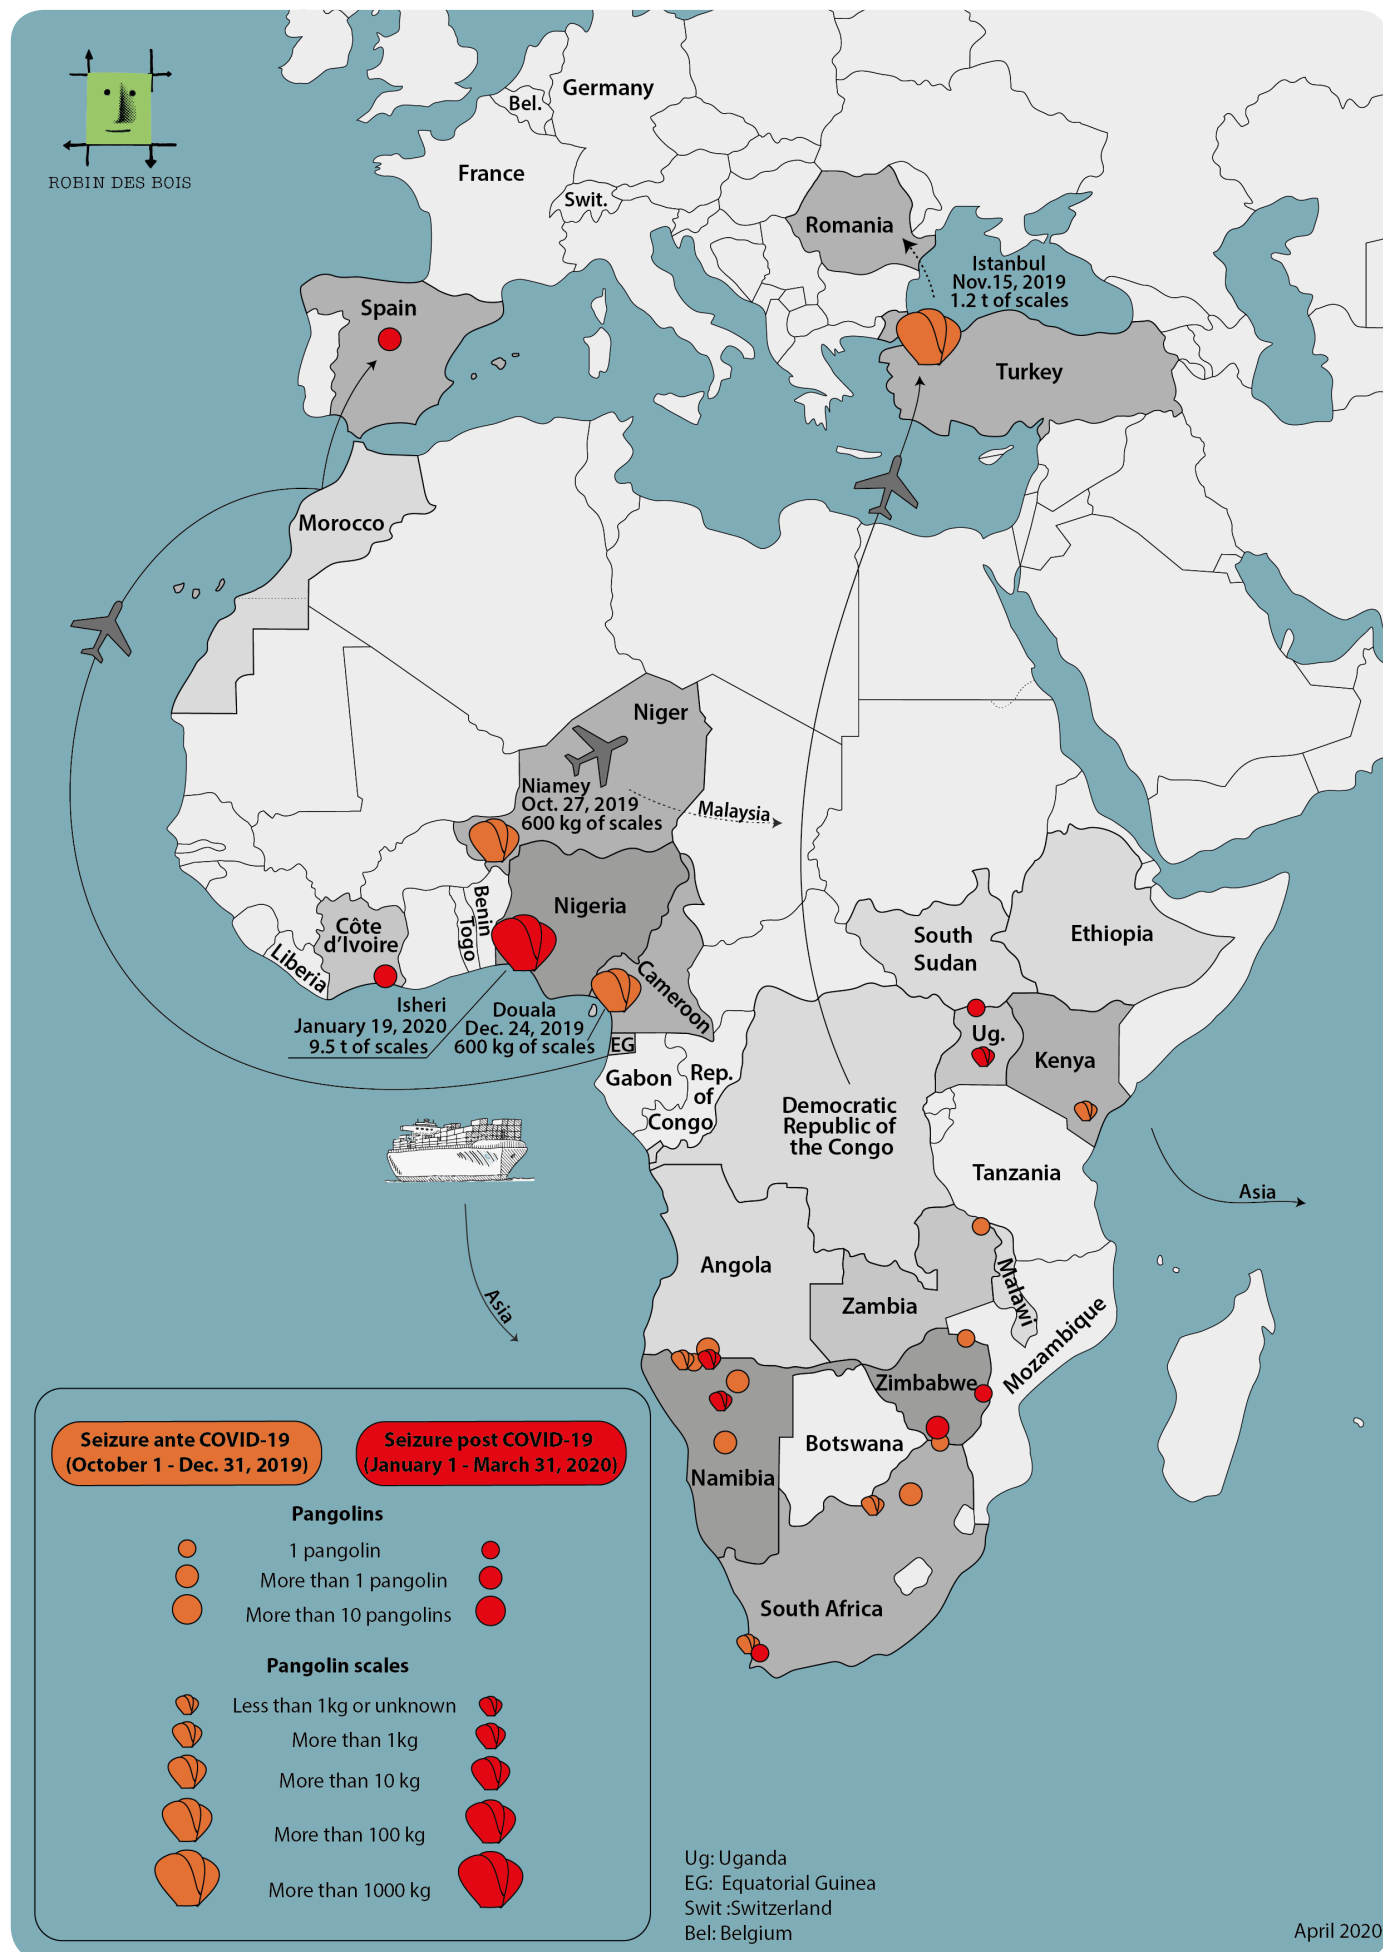 ROBIN DES BOIS
Germany
Bel.
France
Swit.
Romania
Istanbul
Nov.15, 2019
1.2 t of scales
Spain
Turkey
Morocco
Niger
Niamey
Oct. 27, 2019
600 kg of scales
Malaysia
Nigeria
Benin
Togo
Côte
d'Ivoire
Liberia
Cameroon
South
Sudan
Ethiopia
Isheri
January 19, 2020
9.5 t of scales
Douala
Dec. 24, 2019
600 kg of scales
EG
Ug.
Kenya
Gabon
Rep.
of
Congo
Democratic
Republic of
the Congo
Tanzania
Asia
Angola
Malawi
Asia
Zambia
Mozambique
Zimbabwe
Botswana
Namibia
South Africa
Seizure ante COVID-19
(October 1 - Dec. 31, 2019)
Seizure post COVID-19
(January 1 - March 31, 2020)
Pangolins
1 pangolin
More than 1 pangolin
More than 10 pangolins
Pangolin scales
Less than 1kg or unknown
More than 1kg
More than 10 kg
More than 100 kg
More than 1000 kg
Ug: Uganda
EG: Equatorial Guinea
Swit :Switzerland
Bel: Belgium
April 2020